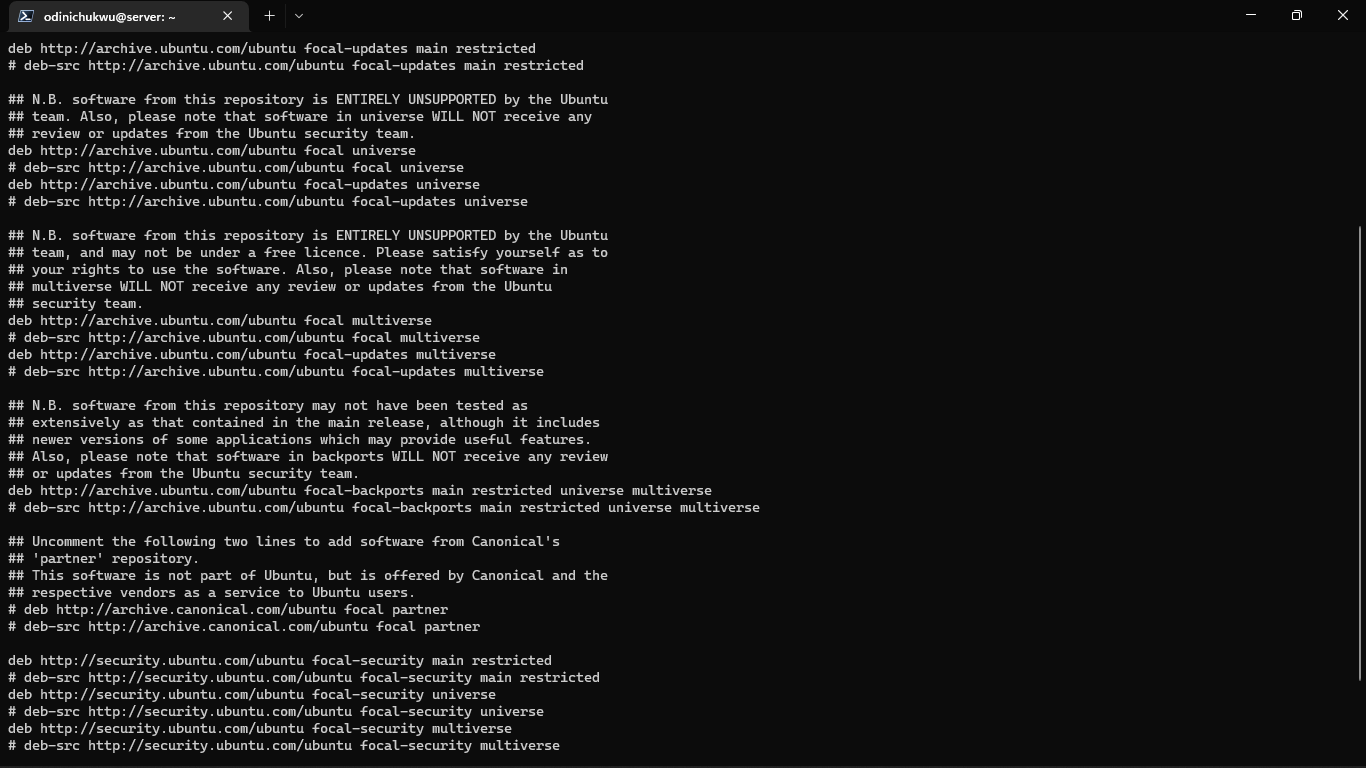 odinichukwu@server: ~
deb http://archive.ubuntu.com/ubuntu focal-updates main restricted
# deb-src http://archive.ubuntu.com/ubuntu focal-updates main restricted
## N.B. software from this repository is ENTIRELY UNSUPPORTED by the Ubuntu
## team. Also, please note that software in universe WILL NOT receive any
## review or updates from the Ubuntu security team.
deb http://archive.ubuntu.com/ubuntu focal universe
# deb-src http://archive.ubuntu.com/ubuntu focal universe
deb http://archive.ubuntu.com/ubuntu focal-updates universe
# deb-src http://archive.ubuntu.com/ubuntu focal-updates universe
## N.B. software from this repository is ENTIRELY UNSUPPORTED by the Ubuntu
## team, and may not be under a free licence. Please satisfy yourself as to
## your rights to use the software. Also, please note that software in
## multiverse WILL NOT receive any review or updates from the Ubuntu
## security team.
deb http://archive.ubuntu.com/ubuntu focal multiverse
# deb-src http://archive.ubuntu.com/ubuntu focal multiverse
deb http://archive.ubuntu.com/ubuntu focal-updates multiverse
# deb-src http://archive.ubuntu.com/ubuntu focal-updates multiverse
## N.B. software from this repository may not have been tested as
## extensively as that contained in the main release, although it includes
## newer versions of some applications which may provide useful features.
## Also, please note that software in backports WILL NOT receive any review
## or updates from the Ubuntu security team.
deb http://archive.ubuntu.com/ubuntu focal-backports main restricted universe multiverse
# deb-src http://archive.ubuntu.com/ubuntu focal-backports main restricted universe multiverse
## Uncomment the following two lines to add software from Canonical's
## 'partner' repository.
## This software is not part of Ubuntu, but is offered by Canonical and the
## respective vendors as a service to Ubuntu users.
# deb http://archive.canonical.com/ubuntu focal partner
# deb-src http://archive.canonical.com/ubuntu focal partner
deb http://security.ubuntu.com/ubuntu focal-security main restricted
# deb-src http://security.ubuntu.com/ubuntu focal-security main restricted
deb http://security.ubuntu.com/ubuntu focal-security universe
# deb-src http://security.ubuntu.com/ubuntu focal-security universe
deb http://security.ubuntu.com/ubuntu focal-security multiverse
# deb-src http://security.ubuntu.com/ubuntu focal-security multiverse